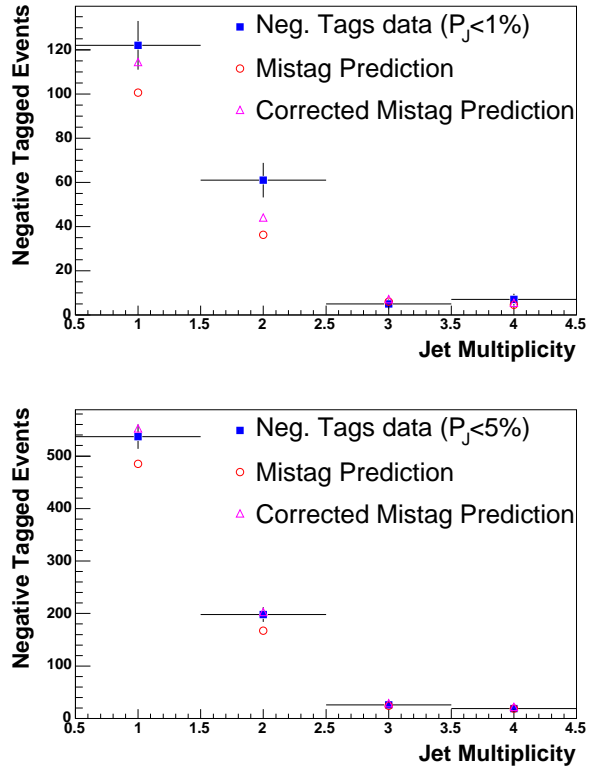 Negative Tagged Events
120
100
80
60
40
20
0
0.5 1 1.5 2 2.5 3 3.5 4 4.5
Jet Multiplicity
Neg. Tags data (P_J<1%)
Mistag Prediction
Corrected Mistag Prediction
Negative Tagged Events
500
400
300
200
100
0
0.5 1 1.5 2 2.5 3 3.5 4 4.5
Jet Multiplicity
Neg. Tags data (P_J<5%)
Mistag Prediction
Corrected Mistag Prediction